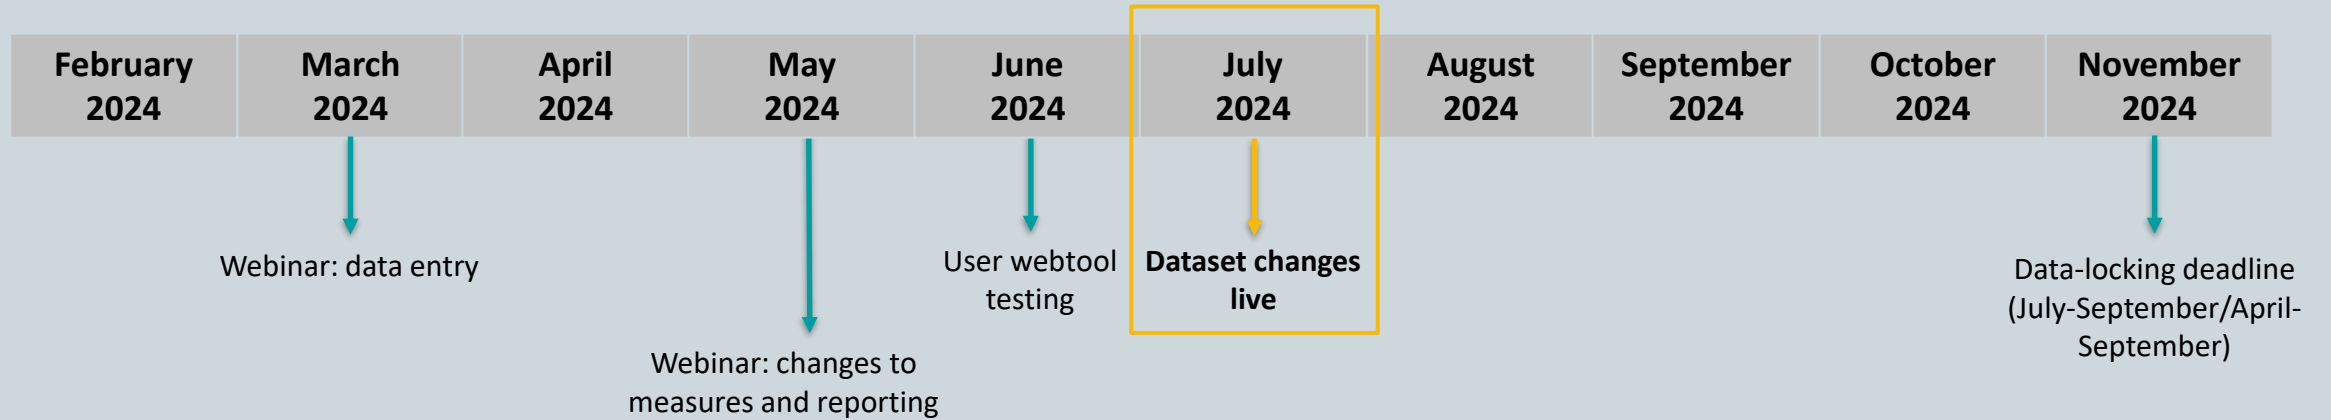 February
2024
March
2024
April
2024
May
2024
June
2024
July
2024
August
2024
September
2024
October
2024
November
2024
Webinar: data entry
Webinar: changes to
measures and reporting
User webtool
testing
Dataset changes
live
Data-locking deadline
(July-September/April-
September)